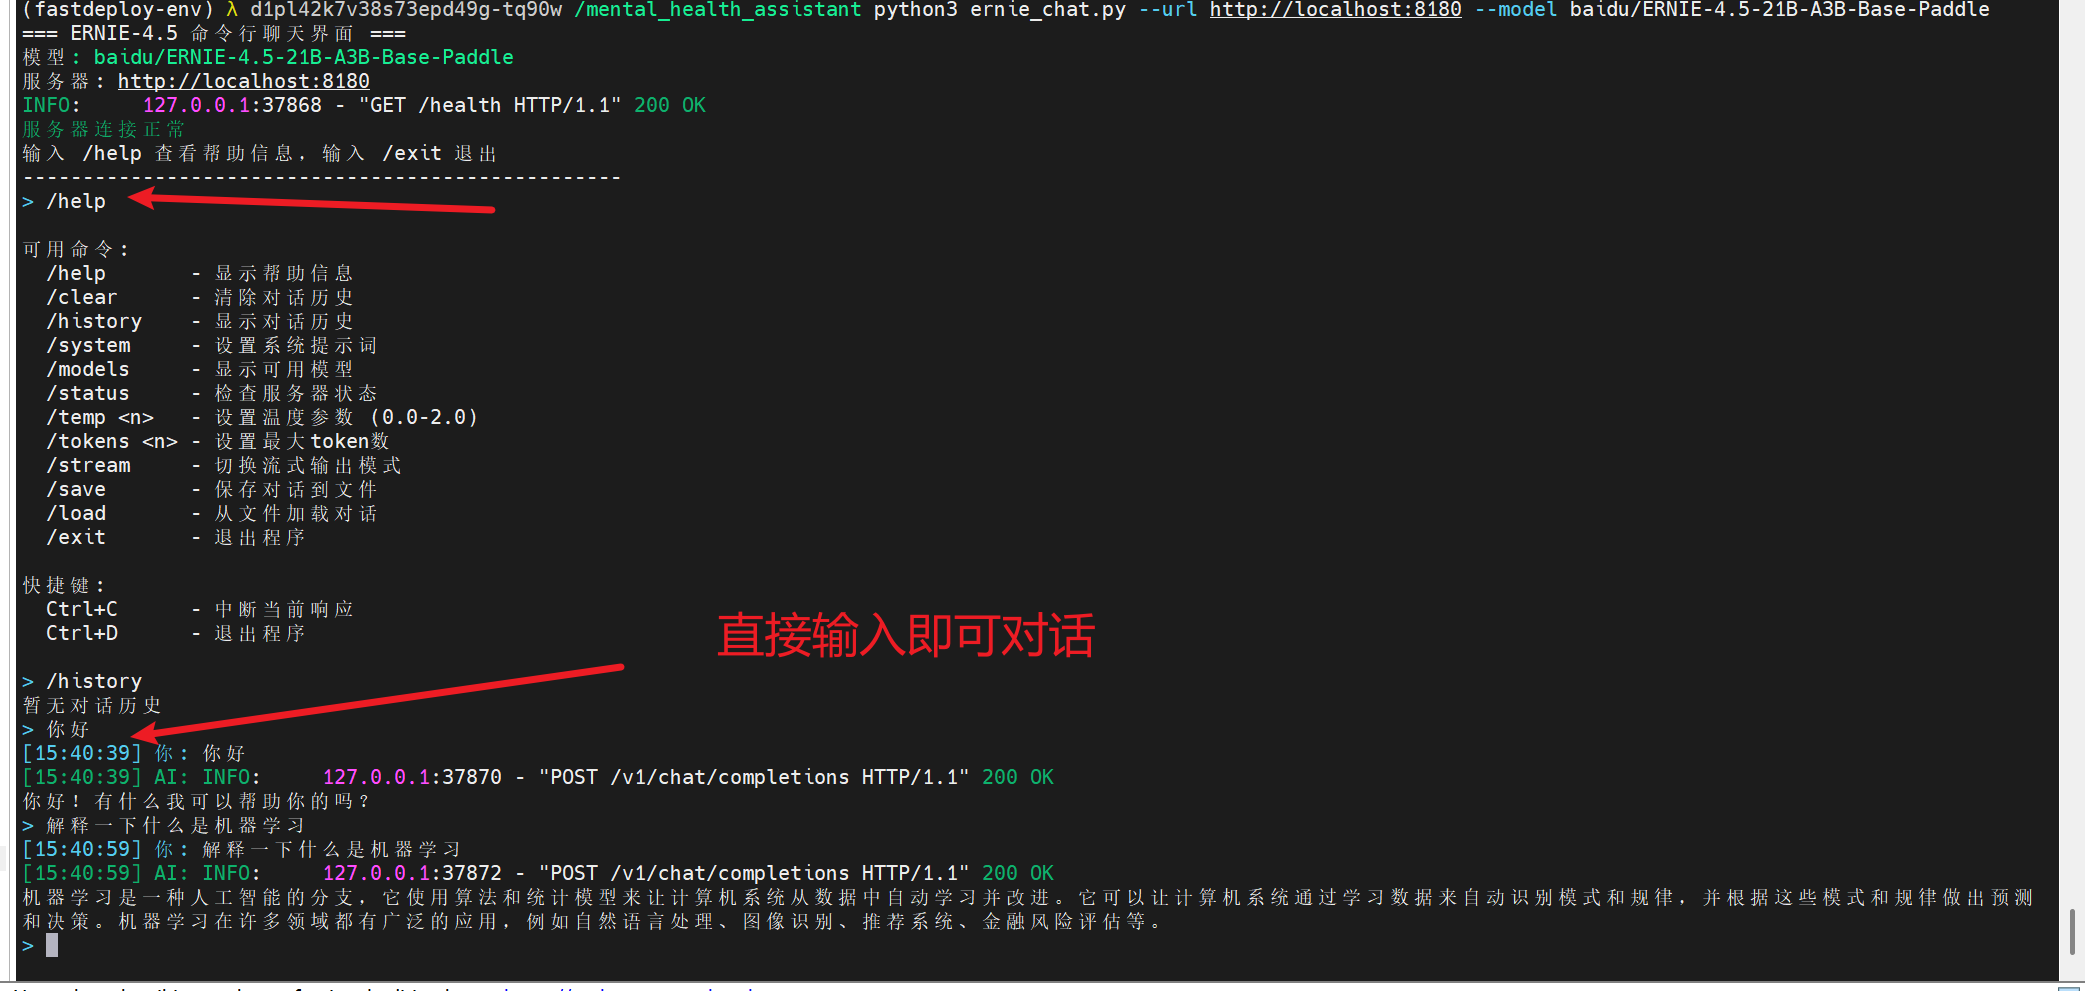 (fastdeploy-env) λ d1pl42k7v38s73epd49g-tq90w /mental_health_assistant python3 ernie_chat.py --url http://localhost:8180 --model baidu/ERNIE-4.5-21B-A3B-Base-Paddle
=== ERNIE-4.5 命令行聊天界面 ===
模型: baidu/ERNIE-4.5-21B-A3B-Base-Paddle
服务器: http://localhost:8180
INFO:     127.0.0.1:37868 - "GET /health HTTP/1.1" 200 OK
服务器连接正常
输入 /help 查看帮助信息, 输入 /exit 退出
--------------------------------------------------
> /help
可用命令:
  /help       - 显示帮助信息
  /clear      - 清除对话历史
  /history    - 显示对话历史
  /system     - 设置系统提示词
  /models     - 显示可用模型
  /status     - 检查服务器状态
  /temp <n>   - 设置温度参数 (0.0-2.0)
  /tokens <n> - 设置最大token数
  /stream     - 切换流式输出模式
  /save       - 保存对话到文件
  /load       - 从文件加载对话
  /exit       - 退出程序
快捷键:
  Ctrl+C      - 中断当前响应
  Ctrl+D      - 退出程序
直接输入即可对话
> /history
暂无对话历史
> 你好
[15:40:39] 你: 你好
[15:40:39] AI: INFO:     127.0.0.1:37870 - "POST /v1/chat/completions HTTP/1.1" 200 OK
你好！有什么我可以帮助你的吗？
> 解释一下什么是机器学习
[15:40:59] 你: 解释一下什么是机器学习
[15:40:59] AI: INFO:     127.0.0.1:37872 - "POST /v1/chat/completions HTTP/1.1" 200 OK
机器学习是一种人工智能的分支，它使用算法和统计模型来让计算机系统从数据中自动学习并改进。它可以让计算机系统通过学习数据来自动识别模式和规律，并根据这些模式和规律做出预测
和决策。机器学习在许多领域都有广泛的应用，例如自然语言处理、图像识别、推荐系统、金融风险评估等。
>